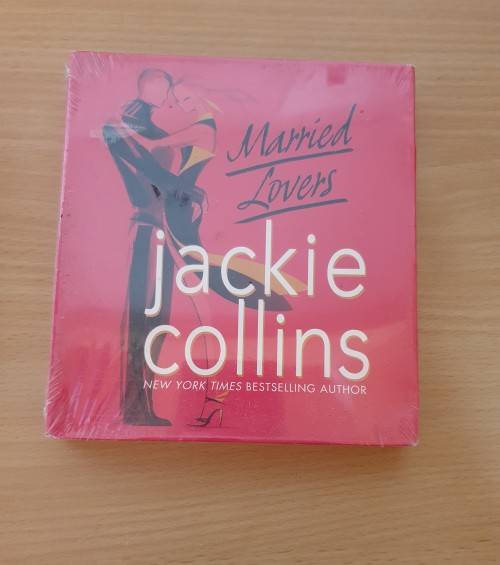 Married
Lovers
jackie
collins
NEW YORK TIMES BESTSELLING AUTHOR